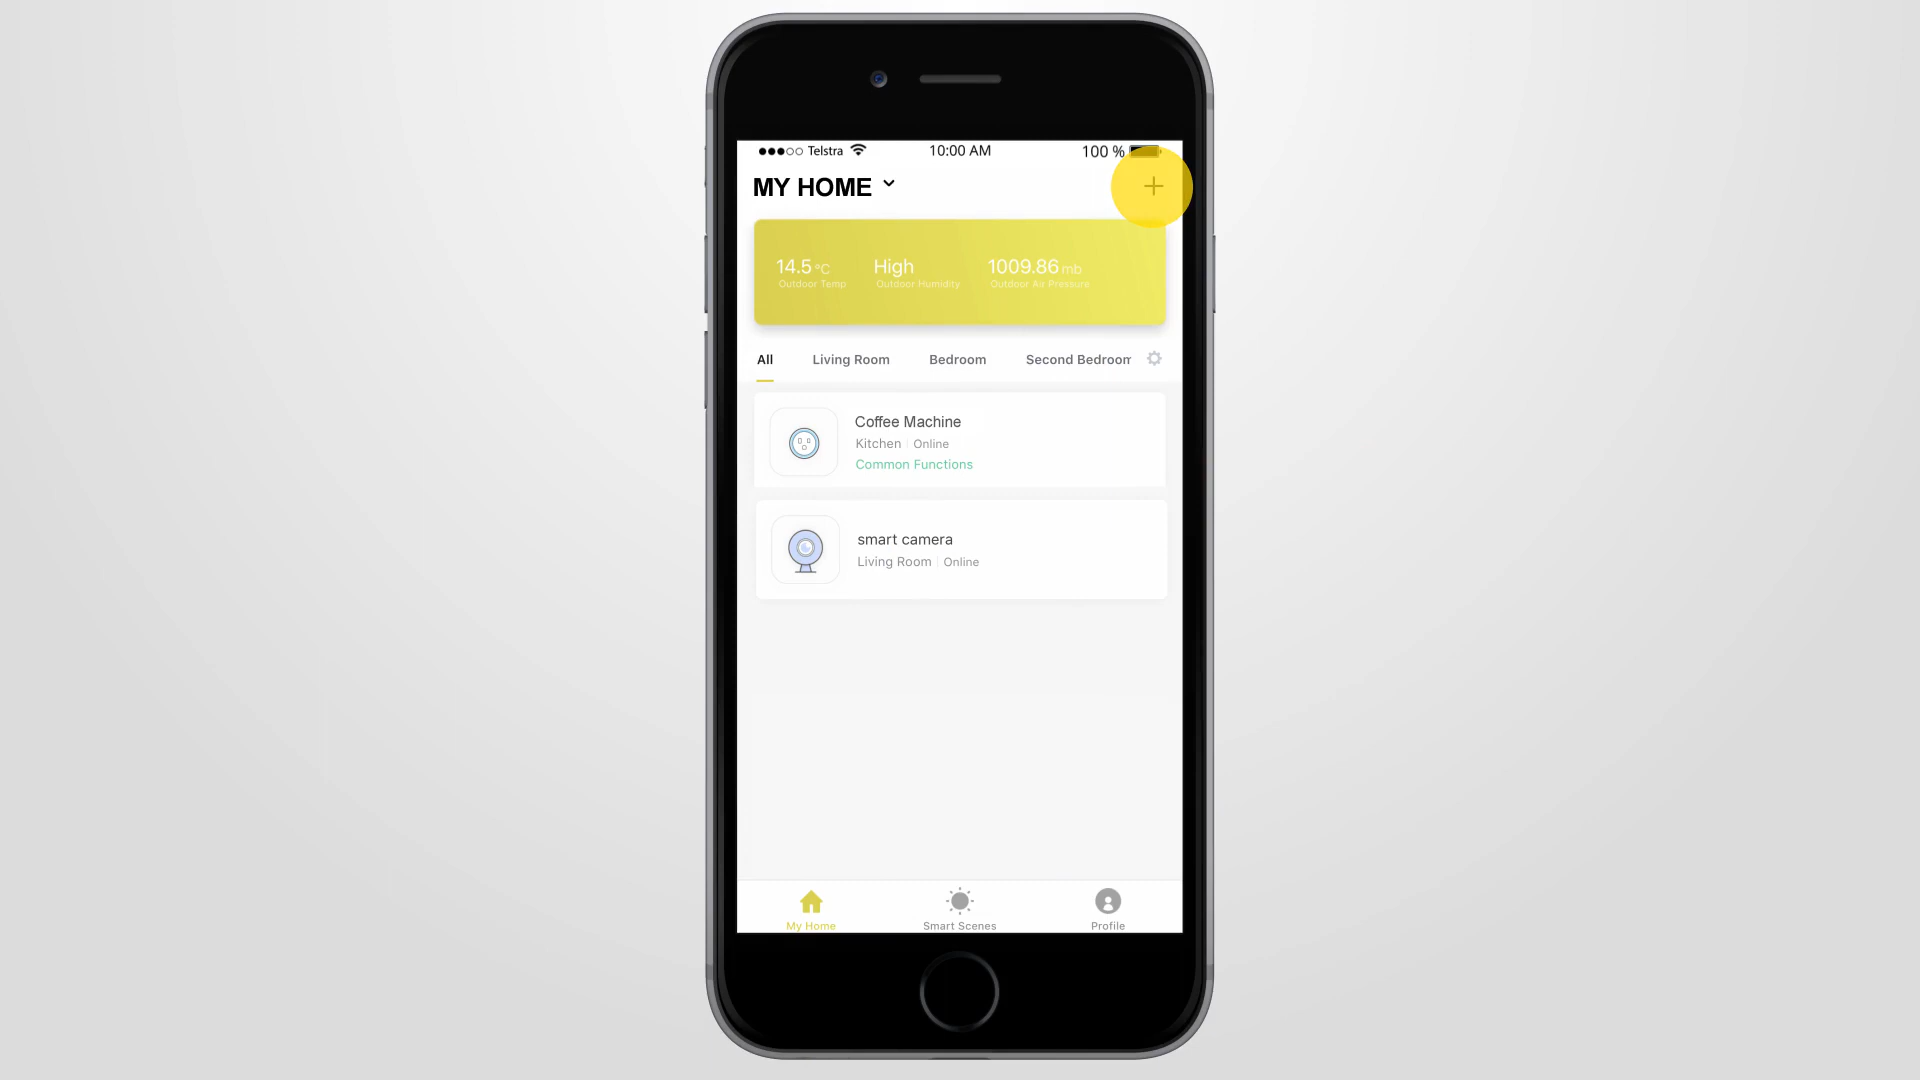 Telstra 10:00 AM 100 %
MY HOME
14.5 °C High 1009.86 mb
Outdoor Temp Outdoor Humidity Outdoor Air Pressure
All Living Room Bedroom Second Bedroom
Coffee Machine
Kitchen Online
Common Functions
smart camera
Living Room Online
My Home Smart Scenes Profile